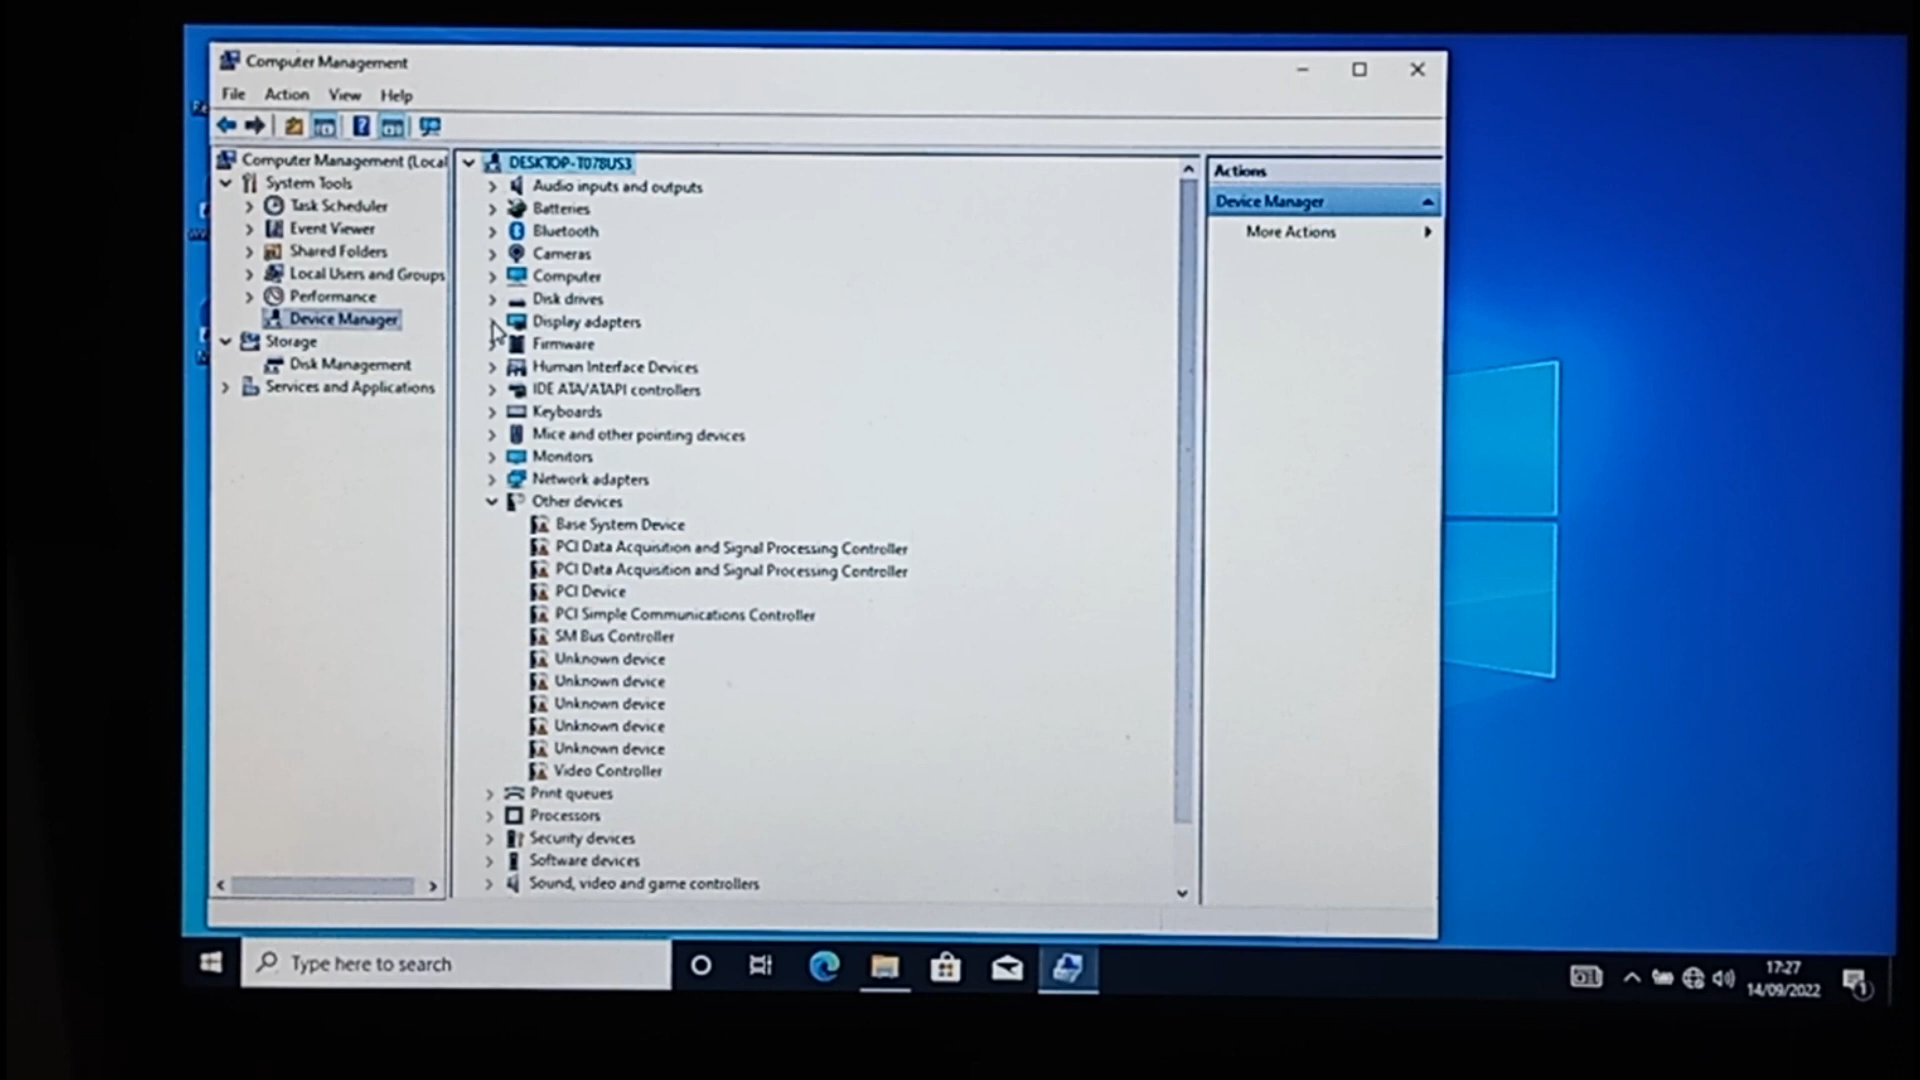 Computer Management
File Action View Help
Computer Management (Local
System Tools
Task Scheduler
Event Viewer
Shared Folders
Local Users and Groups
Performance
Device Manager
Storage
Disk Management
Services and Applications
DESKTOP-T078US3
Audio inputs and outputs
Batteries
Bluetooth
Cameras
Computer
Disk drives
Display adapters
Firmware
Human Interface Devices
IDE ATA/ATAPI controllers
Keyboards
Mice and other pointing devices
Monitors
Network adapters
Other devices
Base System Device
PCI Data Acquisition and Signal Processing Controller
PCI Data Acquisition and Signal Processing Controller
PCI Device
PCI Simple Communications Controller
SM Bus Controller
Unknown device
Unknown device
Unknown device
Unknown device
Unknown device
Video Controller
Print queues
Processors
Security devices
Software devices
Sound, video and game controllers
Actions
Device Manager
More Actions
Type here to search
17:27
14/09/2022
1